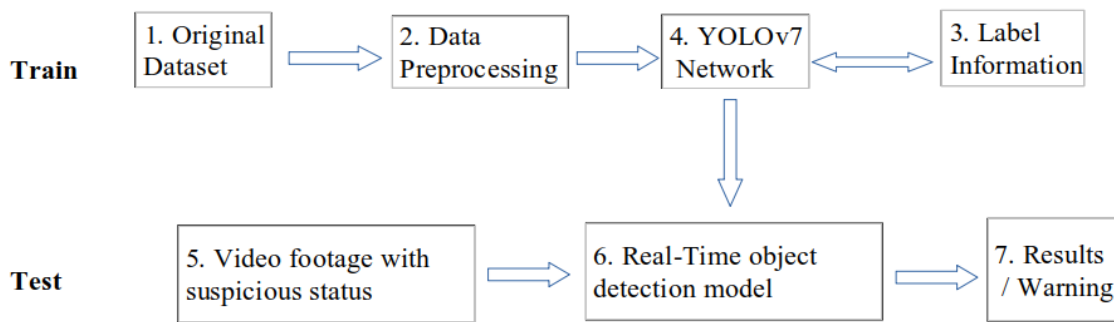 Train
1. Original
Dataset
2. Data
Preprocessing
4. YOLOv7
Network
3. Label
Information
Test
5. Video footage with
suspicious status
6. Real-Time object
detection model
7. Results
/ Warning